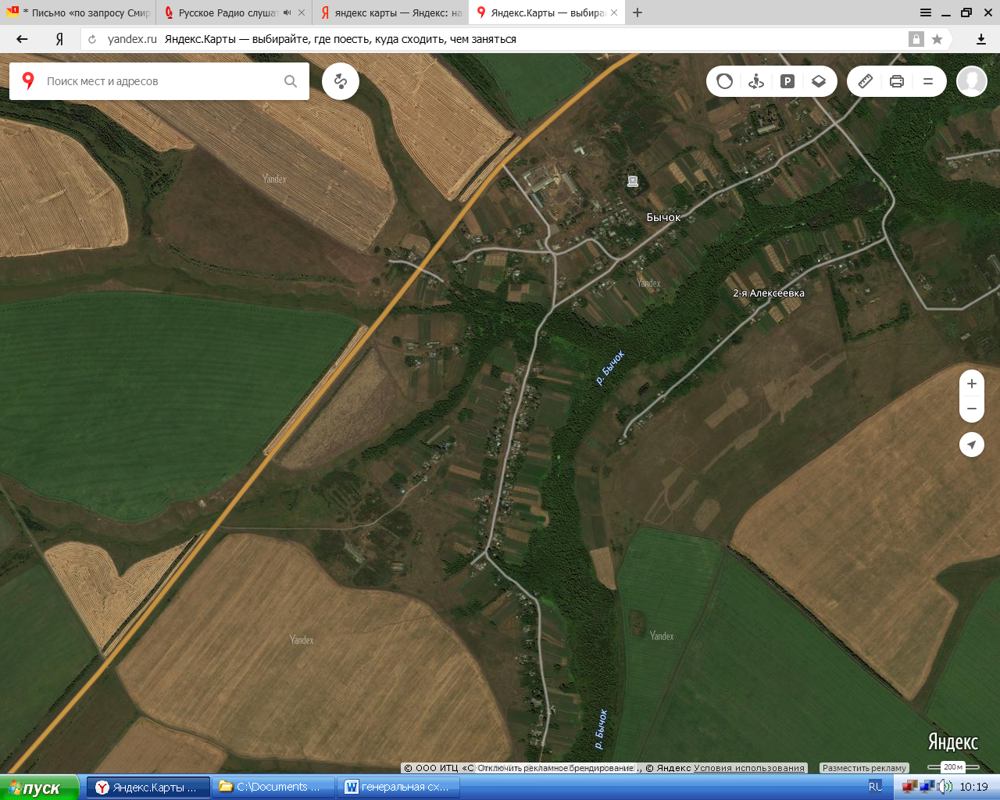 * Письмо «по запросу Смир
Русское Радио слушат
яндекс карты — Яндекс: на
Яндекс.Карты — выбира
yandex.ru Яндекс.Карты — выбирайте, где поесть, куда сходить, чем заняться
Поиск мест и адресов
P
Yandex
Бычок
Yandex
2-я Алексеевка
р. Бычок
Yandex
Yandex
р. Бычок
Яндекс
© ООО ИТЦ «С Отключить рекламное брендирование ., © Яндекс Условия использования
Разместить рекламу
200 м
пуск
Яндекс.Карты ...
C:\Documents ...
генеральная сх...
RU
10:19